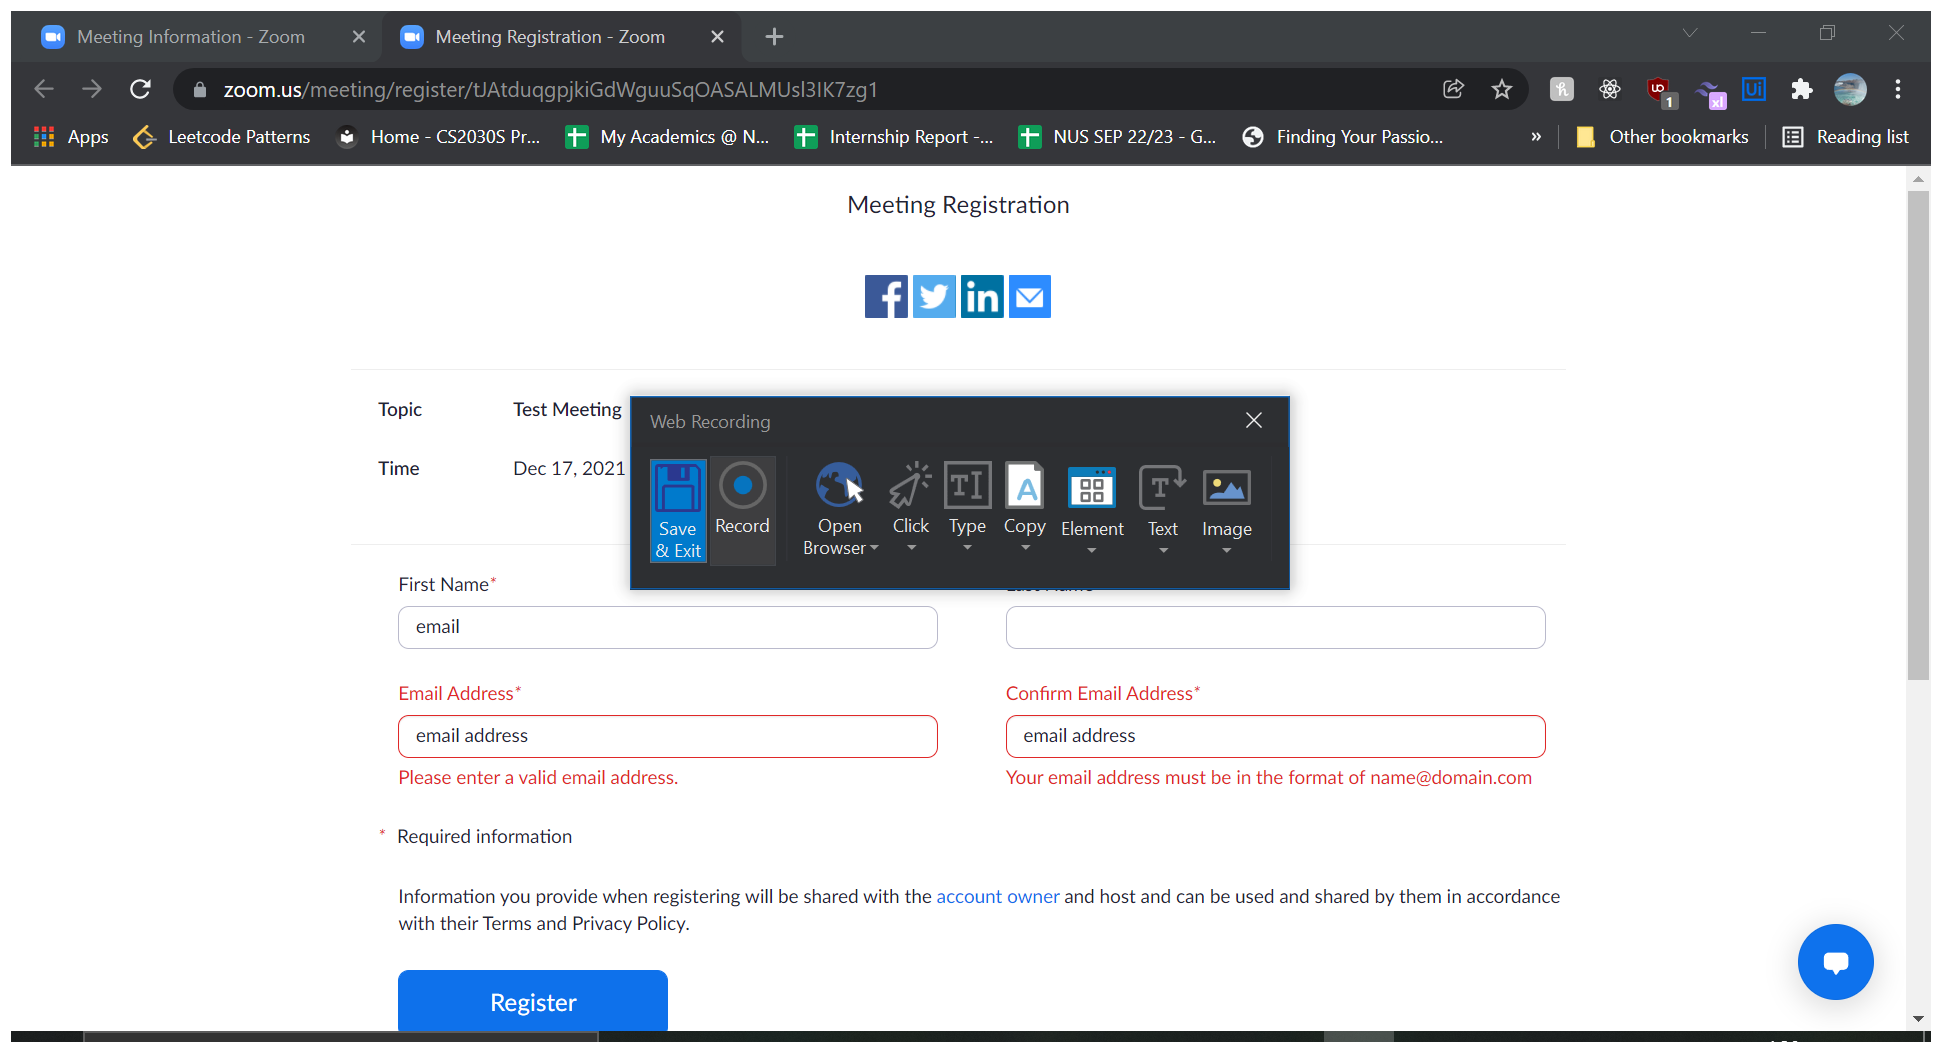 Meeting Information - Zoom
Meeting Registration - Zoom
zoom.us/meeting/register/tJAtduqgpjkiGdWguuSqOASALMUsl3IK7zg1
1
xl
Ui
Apps
Leetcode Patterns
Home - CS2030S Pr...
My Academics @ N...
Internship Report -...
NUS SEP 22/23 - G...
Finding Your Passio...
»
Other bookmarks
Reading list
Meeting Registration
f
in
Topic
Test Meeting
Time
Dec 17, 2021
Web Recording
Save
& Exit
Record
Open
Browser
Click
Type
Copy
Element
Text
Image
First Name*
email
Email Address*
Confirm Email Address*
email address
email address
Please enter a valid email address.
Your email address must be in the format of name@domain.com
* Required information
Information you provide when registering will be shared with the account owner and host and can be used and shared by them in accordance
with their Terms and Privacy Policy.
Register